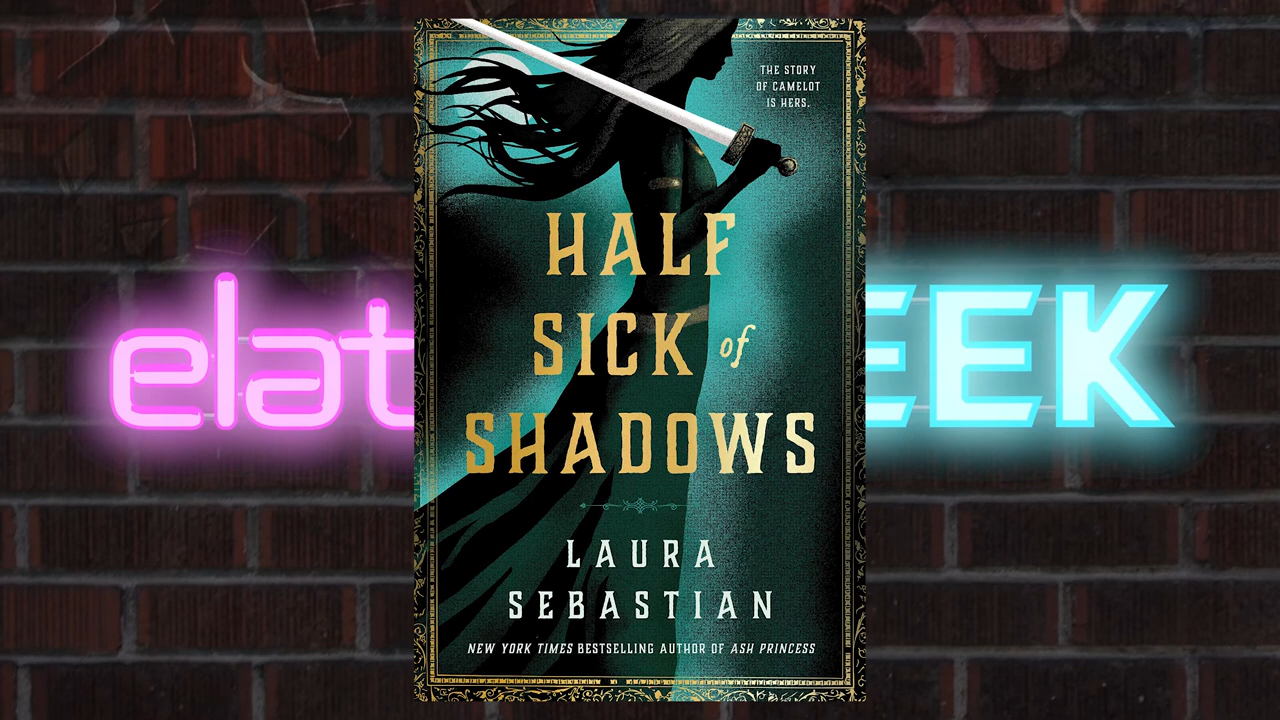 THE STORY
OF CAMELOT
IS HERS.
elat
EEK
HALF
SICK of
SHADOWS
LAURA
SEBASTIAN
NEW YORK TIMES BESTSELLING AUTHOR OF ASH PRINCESS